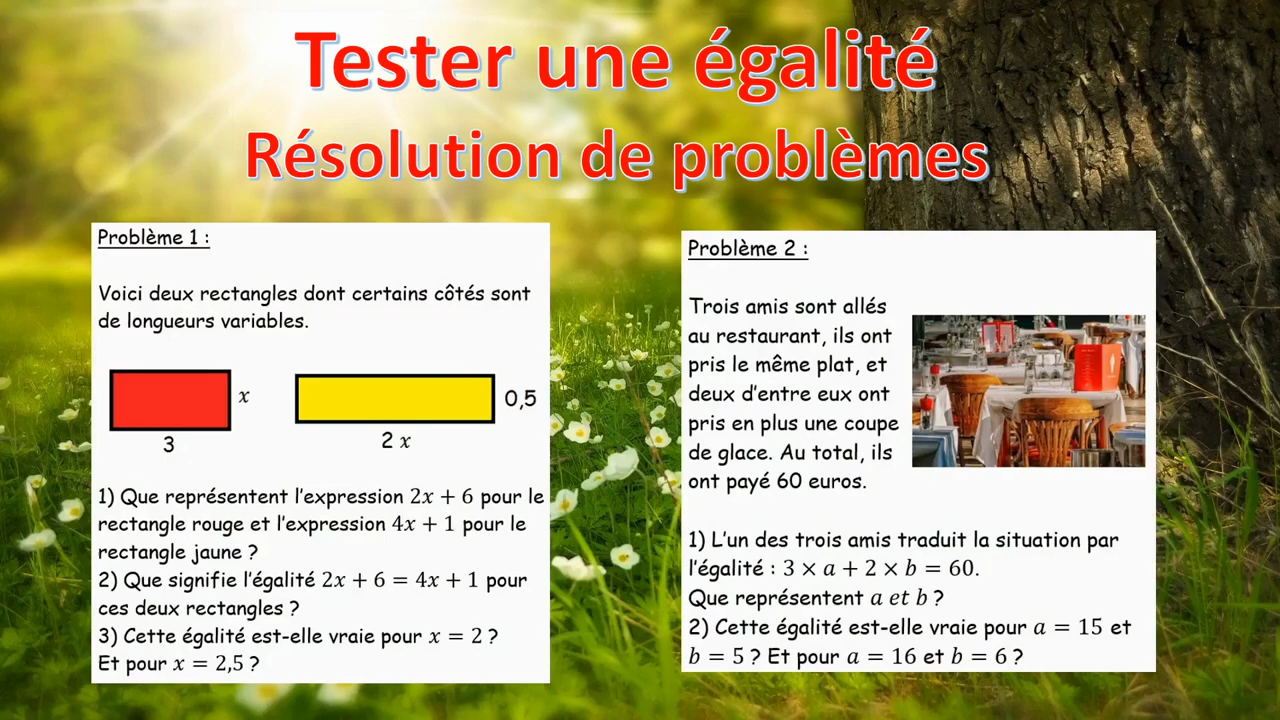 Tester une égalité
Résolution de problèmes
Problème 1 :
Voici deux rectangles dont certains côtés sont
de longueurs variables.
x
3
0,5
2 x
1) Que représentent l'expression 2x + 6 pour le
rectangle rouge et l'expression 4x + 1 pour le
rectangle jaune ?
2) Que signifie l'égalité 2x + 6 = 4x + 1 pour
ces deux rectangles ?
3) Cette égalité est-elle vraie pour x = 2 ?
Et pour x = 2,5 ?
Problème 2 :
Trois amis sont allés
au restaurant, ils ont
pris le même plat, et
deux d'entre eux ont
pris en plus une coupe
de glace. Au total, ils
ont payé 60 euros.
1) L'un des trois amis traduit la situation par
l'égalité : 3 × a + 2 × b = 60.
Que représentent a et b ?
2) Cette égalité est-elle vraie pour a = 15 et
b = 5 ? Et pour a = 16 et b = 6 ?